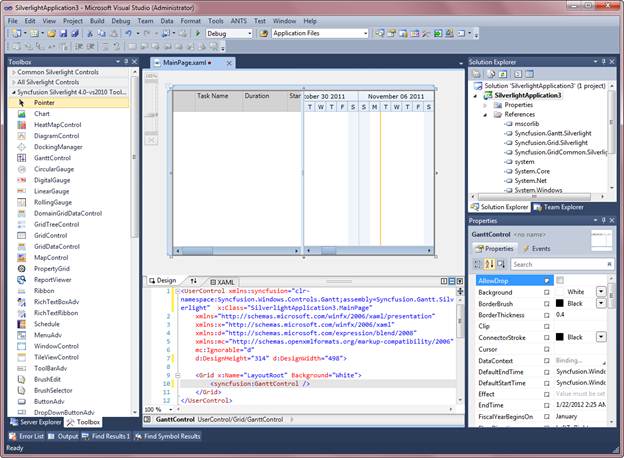 SilverlightApplication3 - Microsoft Visual Studio (Administrator)
File Edit View Project Build Debug Team Data Format Tools ANTS Test Window Help
Debug Application Files
Toolbox
Common Silverlight Controls
All Silverlight Controls
Syncfusion Silverlight 4.0-vs2010 Tool...
Pointer
Chart
HeatMapControl
DiagramControl
DockingManager
GanttControl
CircularGauge
DigitalGauge
LinearGauge
RollingGauge
DomainGridDataControl
GridTreeControl
GridControl
GridDataControl
MapControl
PropertyGrid
ReportViewer
Ribbon
RichTextBoxAdv
RichTextRibbon
Schedule
MenuAdv
WindowControl
TileViewControl
ToolBarAdv
BrushEdit
BrushSelector
ButtonAdv
DropDownButtonAdv
Server Explorer Toolbox
MainPage.xaml
100%
Task Name Duration Star
tober 30 2011 November 06 2011
T W T F S S M T W T F S
Design XAML
1 <UserControl xmlns:syncfusion="clr-
namespace:Syncfusion.Windows.Controls.Gantt;assembly=Syncfusion.Gantt.Silv
erlight" x:Class="SilverlightApplication3.MainPage"
2 xmlns="http://schemas.microsoft.com/winfx/2006/xaml/presentation"
3 xmlns:x="http://schemas.microsoft.com/winfx/2006/xaml"
4 xmlns:d="http://schemas.microsoft.com/expression/blend/2008"
5 xmlns:mc="http://schemas.openxmlformats.org/markup-compatibility/2006"
6 mc:Ignorable="d"
7 d:DesignHeight="314" d:DesignWidth="498">
8
9 <Grid x:Name="LayoutRoot" Background="White">
10 <syncfusion:GanttControl />
11 </Grid>
12 </UserControl>
100 %
GanttControl UserControl/Grid/GanttControl
Solution Explorer
Solution 'SilverlightApplication3' (1 project)
SilverlightApplication3
Properties
References
mscorlib
Syncfusion.Gantt.Silverlight
Syncfusion.Grid.Silverlight
Syncfusion.GridCommon.Silverligh
system
System.Core
System.Net
System.Windows
Solution Explorer Team Explorer
Properties
GanttControl <no name>
Properties Events
Search
AllowDrop
Background White
BorderBrush Black
BorderThickness 0.4
Clip
ConnectorStroke Black
Cursor
DataContext Binding...
DefaultEndTime Syncfusion.Windo
DefaultStartTime Syncfusion.Windo
Effect Value must be set
EndTime 1/22/2012 2:25 AM
FiscalYearBeginsOn January
Error List Output Find Results 1 Find Symbol Results
Ready